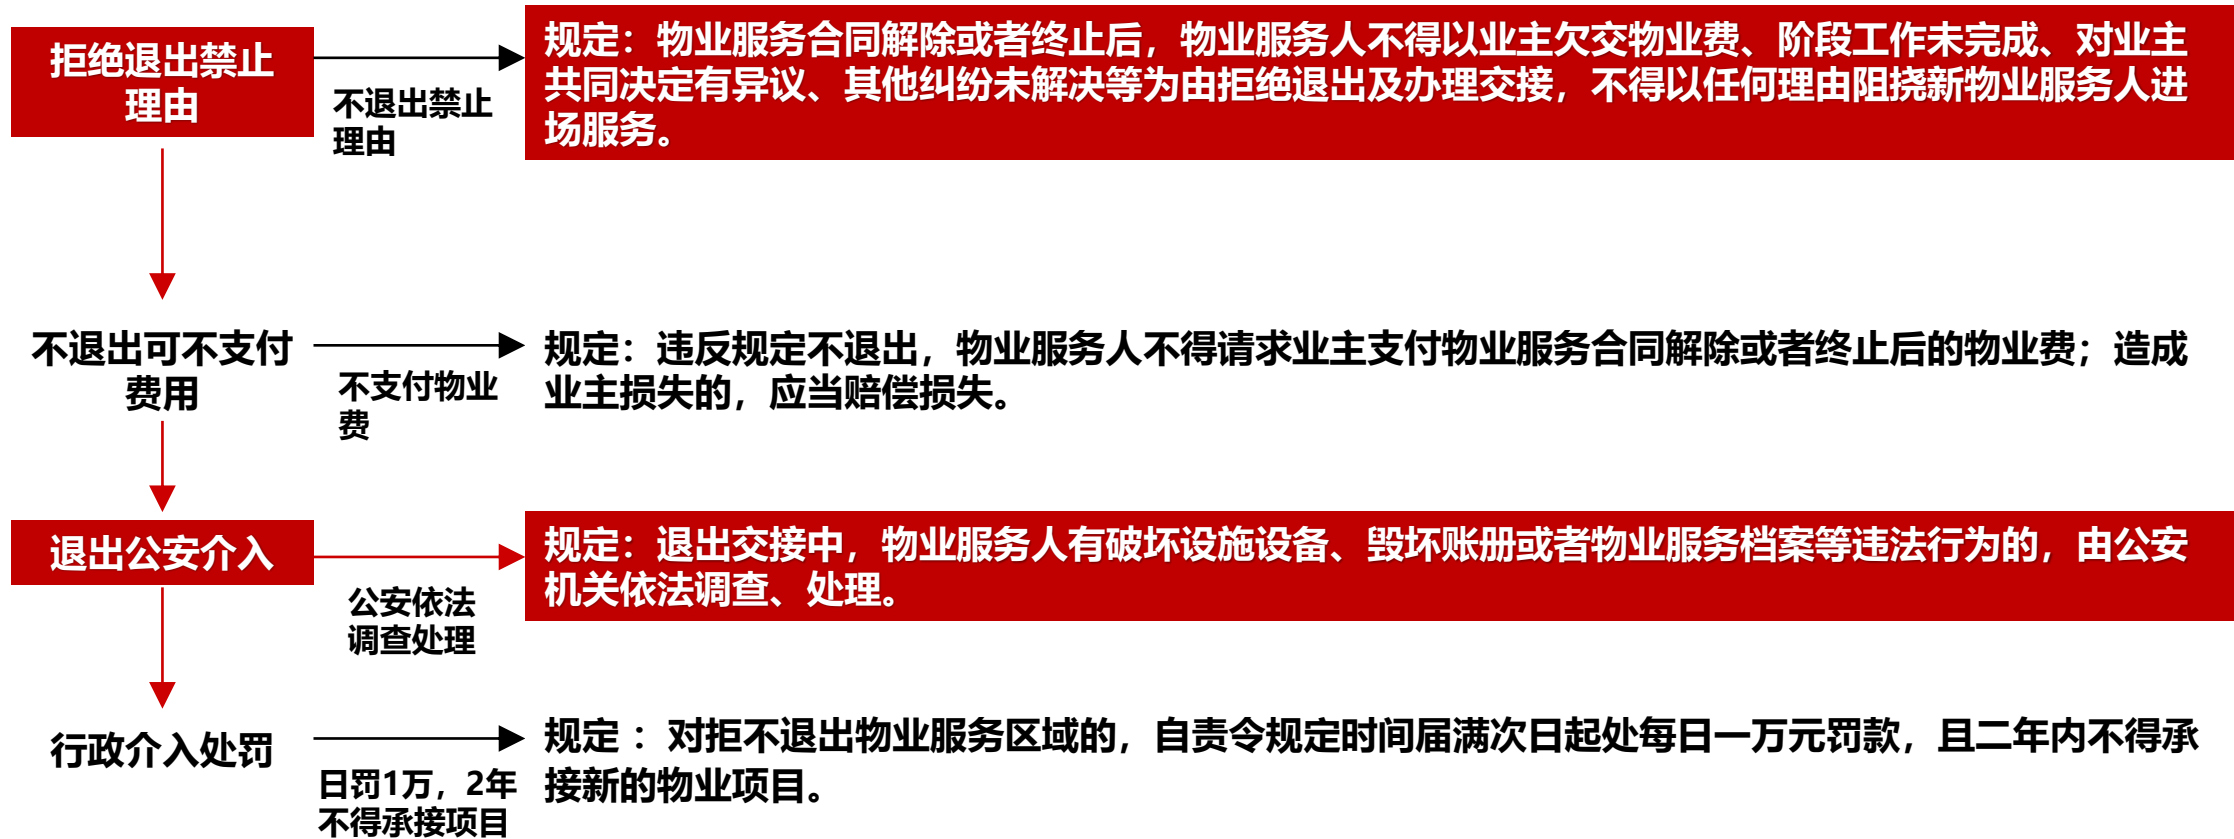 拒绝退出禁止
理由
不退出禁止
理由
规定：物业服务合同解除或者终止后，物业服务人不得以业主欠交物业费、阶段工作未完成、对业主
共同决定有异议、其他纠纷未解决等为由拒绝退出及办理交接，不得以任何理由阻挠新物业服务人进
场服务。
不退出可不支付
费用
不支付物业
费
规定：违反规定不退出，物业服务人不得请求业主支付物业服务合同解除或者终止后的物业费；造成
业主损失的，应当赔偿损失。
退出公安介入
公安依法
调查处理
规定：退出交接中，物业服务人有破坏设施设备、毁坏账册或者物业服务档案等违法行为的，由公安
机关依法调查、处理。
行政介入处罚
日罚1万，2年
不得承接项目
规定 ：对拒不退出物业服务区域的，自责令规定时间届满次日起处每日一万元罚款，且二年内不得承
接新的物业项目。